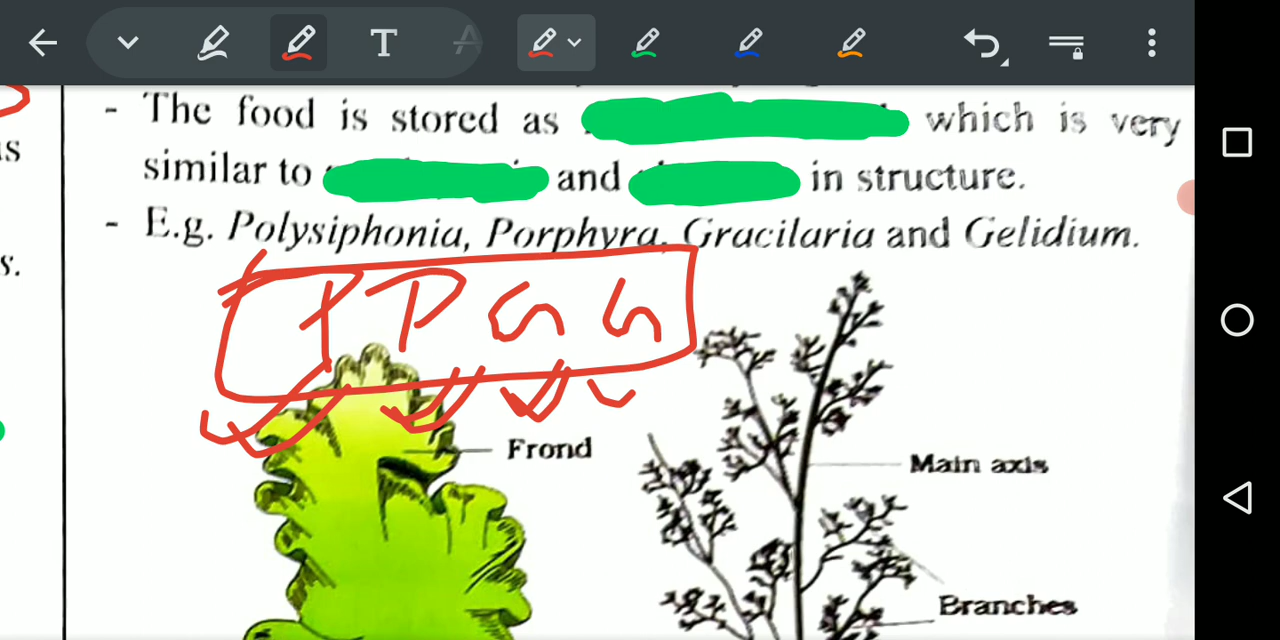 T
- The food is stored as which is very
similar to and in structure.
- E.g. Polysiphonia, Porphyra, Gracilaria and Gelidium.
P P G G
Frond
Main axis
Branches
s.